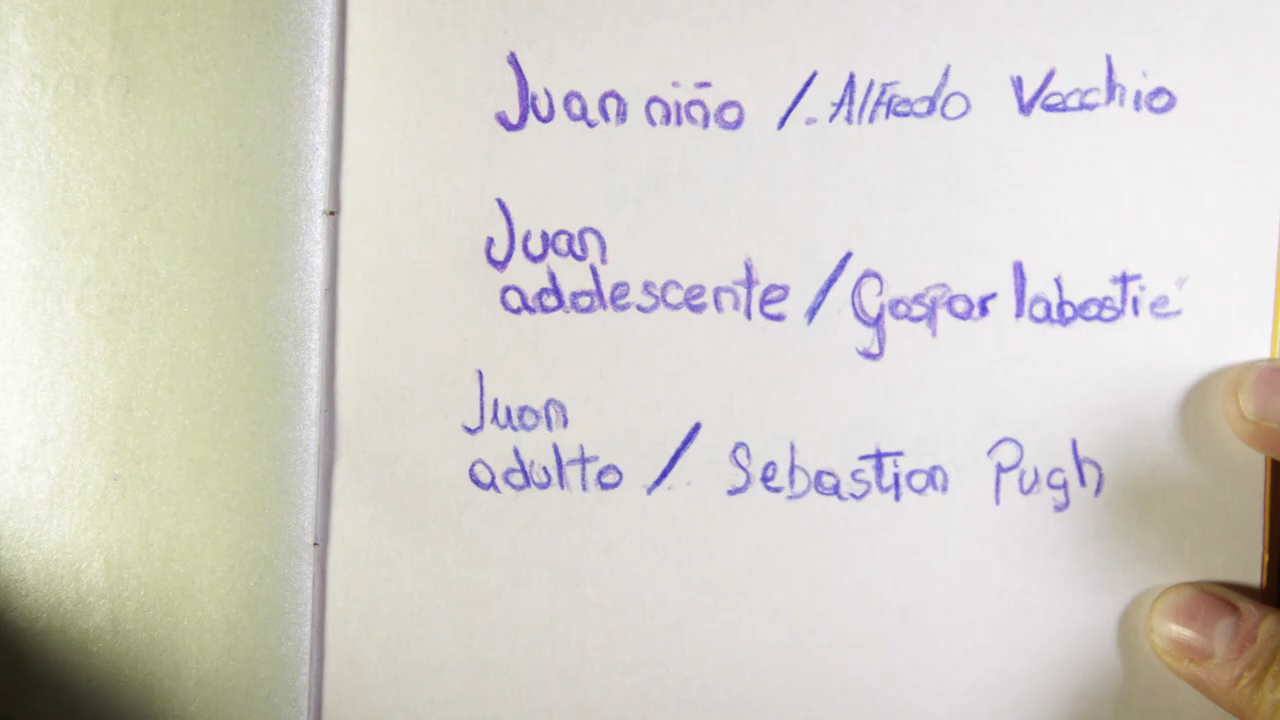 Juan niño /. Alfredo Vecchio
Juan
adolescente / Gaspar labastie
Juan
adulto / Sebastian Pugh